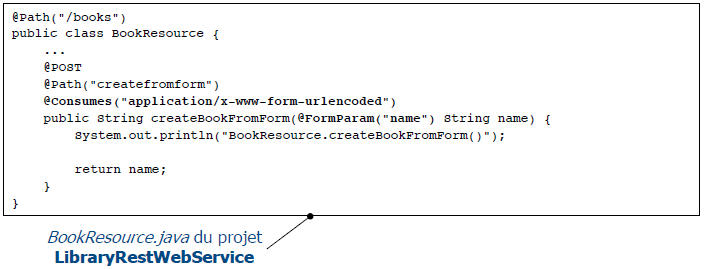 @Path("/books")
public class BookResource {
...
@POST
@Path("createfromform")
@Consumes("application/x-www-form-urlencoded")
public String createBookFromForm(@FormParam("name") String name) {
System.out.println("BookResource.createBookFromForm()");
return name;
}
}
BookResource.java du projet
LibraryRestWebService